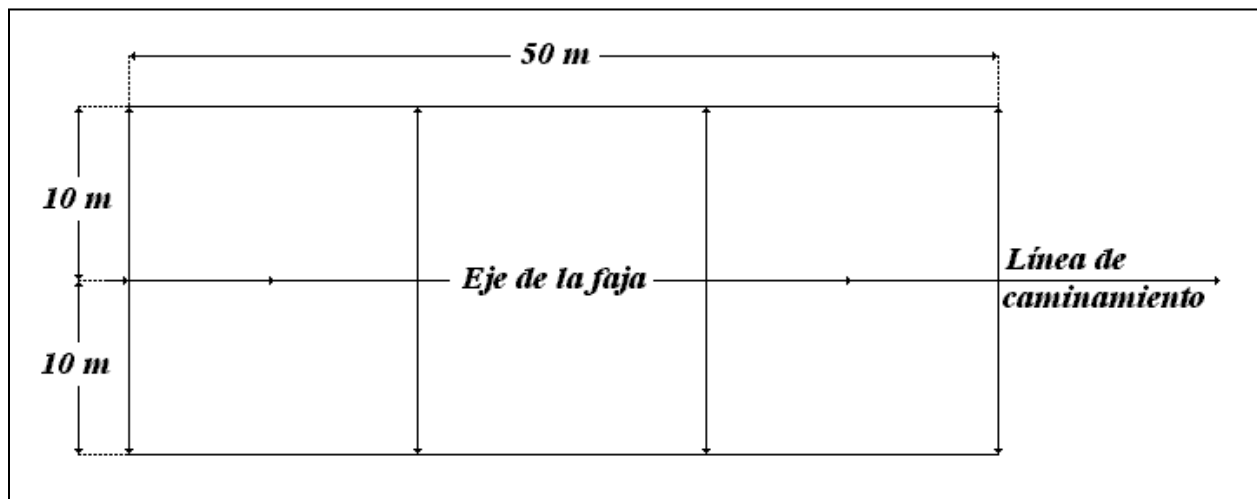 50 m
10 m
Eje de la faja
Línea de
caminamiento
10 m